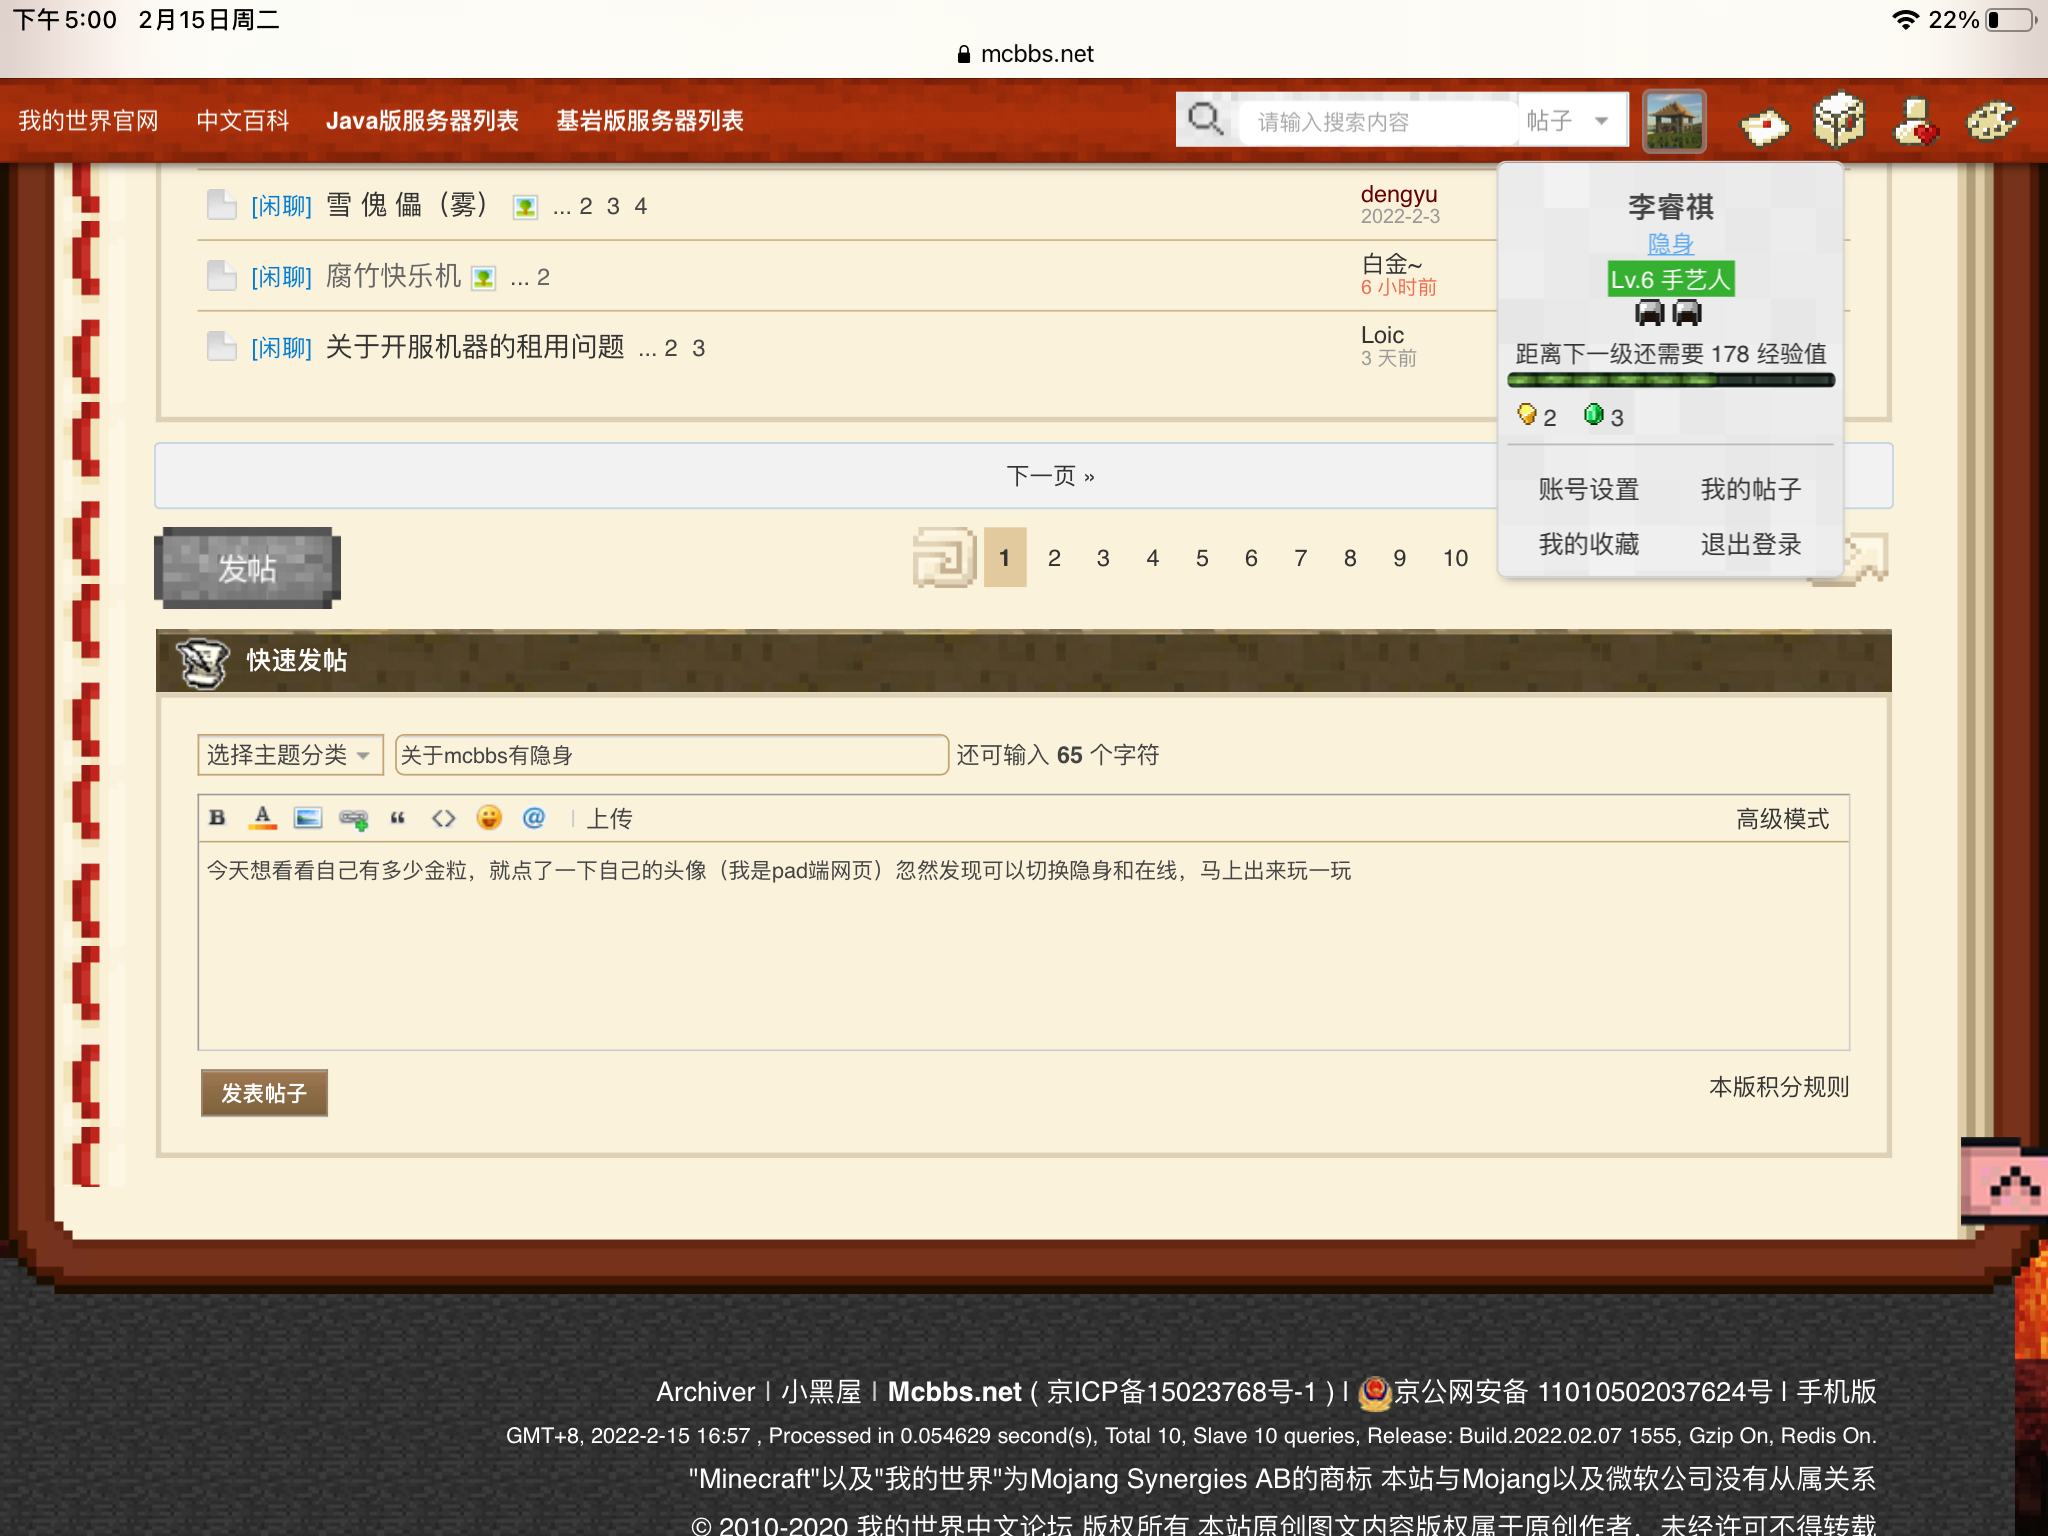 下午5:00 2月15日周二
22%
mcbbs.net
我的世界官网 中文百科 Java版服务器列表 基岩版服务器列表
请输入搜索内容 帖子
[闲聊] 雪 傀 儡（雾） ... 2 3 4
dengyu
2022-2-3
[闲聊] 腐竹快乐机 ... 2
白金~
6 小时前
[闲聊] 关于开服机器的租用问题 ... 2 3
Loic
3 天前
李睿祺
隐身
Lv.6 手艺人
距离下一级还需要 178 经验值
2 3
账号设置 我的帖子
我的收藏 退出登录
下一页 »
发帖
1 2 3 4 5 6 7 8 9 10
快速发帖
选择主题分类 关于mcbbs有隐身 还可输入 65 个字符
B A “ <> @ 上传 高级模式
今天想看看自己有多少金粒，就点了一下自己的头像（我是pad端网页）忽然发现可以切换隐身和在线，马上出来玩一玩
发表帖子 本版积分规则
Archiver | 小黑屋 | Mcbbs.net ( 京ICP备15023768号-1 ) | 京公网安备 11010502037624号 | 手机版
GMT+8, 2022-2-15 16:57 , Processed in 0.054629 second(s), Total 10, Slave 10 queries, Release: Build.2022.02.07 1555, Gzip On, Redis On.
"Minecraft"以及"我的世界"为Mojang Synergies AB的商标 本站与Mojang以及微软公司没有从属关系
© 2010-2020 我的世界中文论坛 版权所有 本站原创图文内容版权属于原创作者，未经许可不得转载